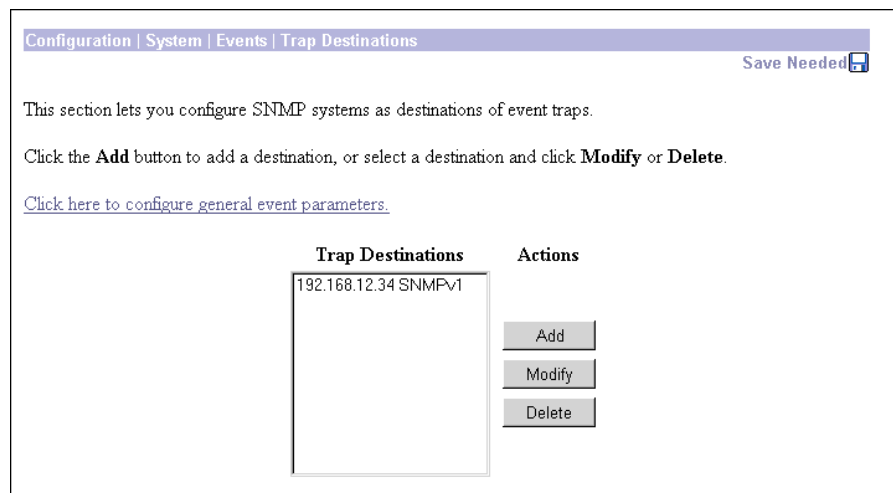 Configuration | System | Events | Trap Destinations
Save Needed
This section lets you configure SNMP systems as destinations of event traps.
Click the Add button to add a destination, or select a destination and click Modify or Delete.
Click here to configure general event parameters.
Trap Destinations Actions
192.168.12.34 SNMPv1
Add
Modify
Delete